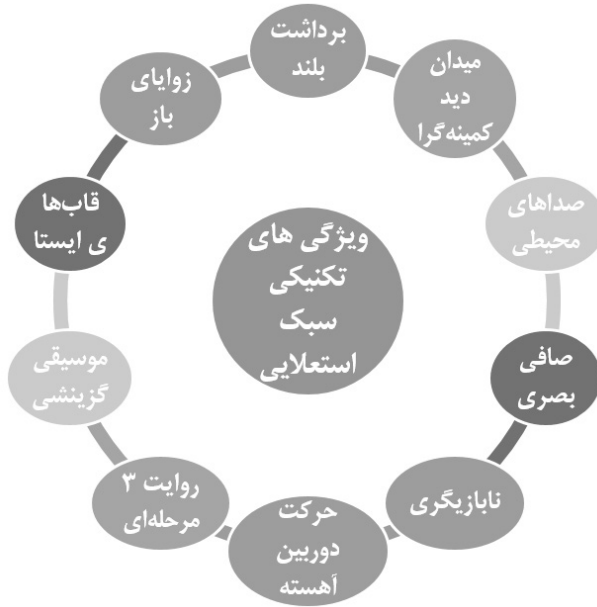 برداشت
بلند
میدان
دید
کمینه‌گرا
صداهای
محیطی
صافی
بصری
نابازیگری
حرکت
دوربین
آهسته
روایت ۳
مرحله‌ای
موسیقی
گزینشی
قاب‌ها
ی ایستا
زوایای
باز
ویژگی های
تکنیکی
سبک
استعلایی